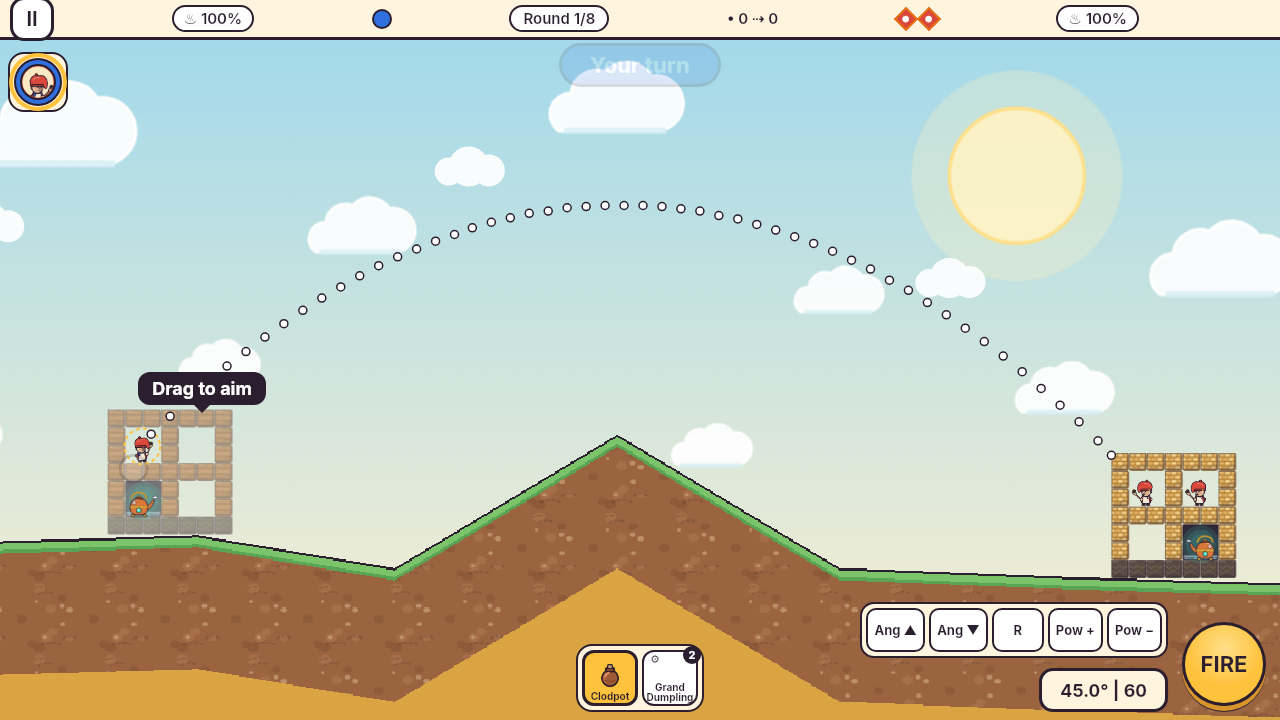 ♨ 100%
Round 1/8
• 0 ⇢ 0
♨ 100%
Your turn
Drag to aim
Ang ▲
Ang ▼
R
Pow +
Pow −
Clodpot
2
Grand
Dumpling
45.0° | 60
FIRE